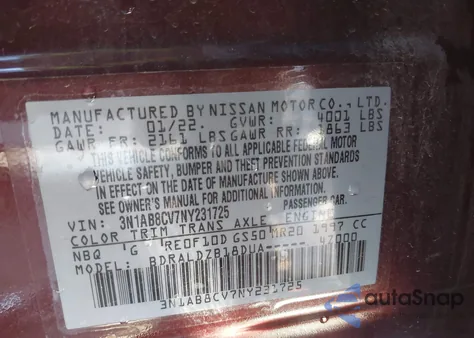 MANUFACTURED BY NISSAN MOTOR CO., LTD.
DATE: 01/22. GVWR: 4001 LBS
GAWR FR: 2161 LBS GAWR RR: 1863 LBS
THIS VEHICLE CONFORMS TO ALL APPLICABLE FEDERAL MOTOR
VEHICLE SAFETY, BUMPER AND THEFT PREVENTION STANDARDS
IN EFFECT ON THE DATE OF MANUFACTURE SHOWN ABOVE.
SEE OWNER'S MANUAL FOR ADDITIONAL INFORMATION.
VIN: 3N1AB8CV7NY231725 PASSENGER CAR.
COLOR TRIM TRANS AXLE ENGINE
NBQ G RE0F10D GS50 MR20 1997 CC
MODEL: BDRALDZB18DUA 47000
3N1AB8CV7NY231725
autoSnap